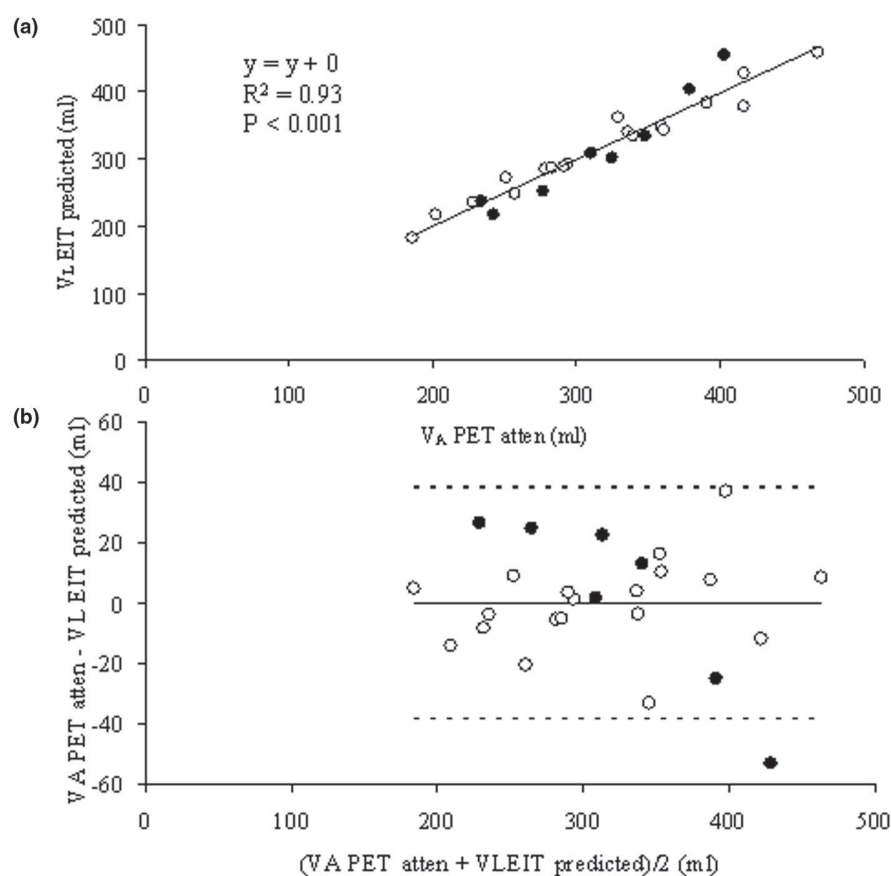 (a)
500
400
300
200
100
0
VL EIT predicted (ml)
y = y + 0
R² = 0.93
P < 0.001
0 100 200 300 400 500
VA PET atten (ml)
(b)
60
40
20
0
-20
-40
-60
VA PET atten - VL EIT predicted (ml)
0 100 200 300 400 500
(VA PET atten + VLEIT predicted)/2 (ml)